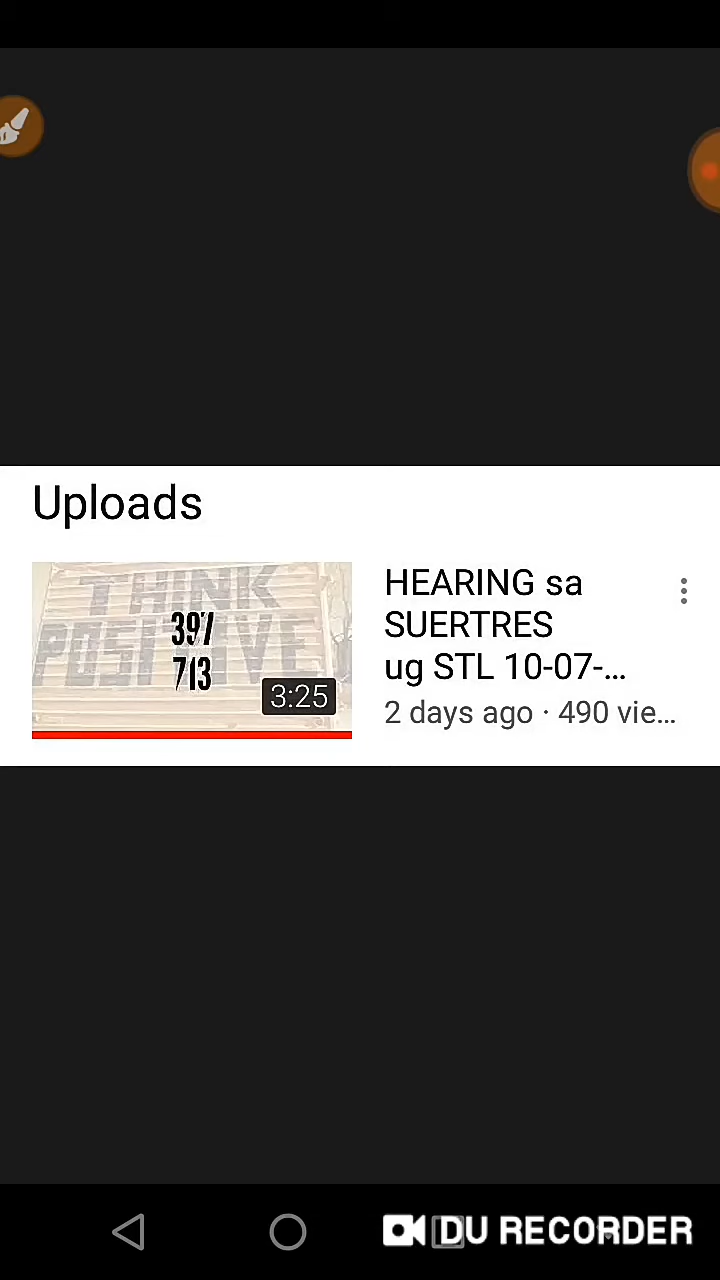 Uploads
THINK
POSITIVE
397
713
3:25
HEARING sa
SUERTRES
ug STL 10-07-...
2 days ago · 490 vie...
DU RECORDER